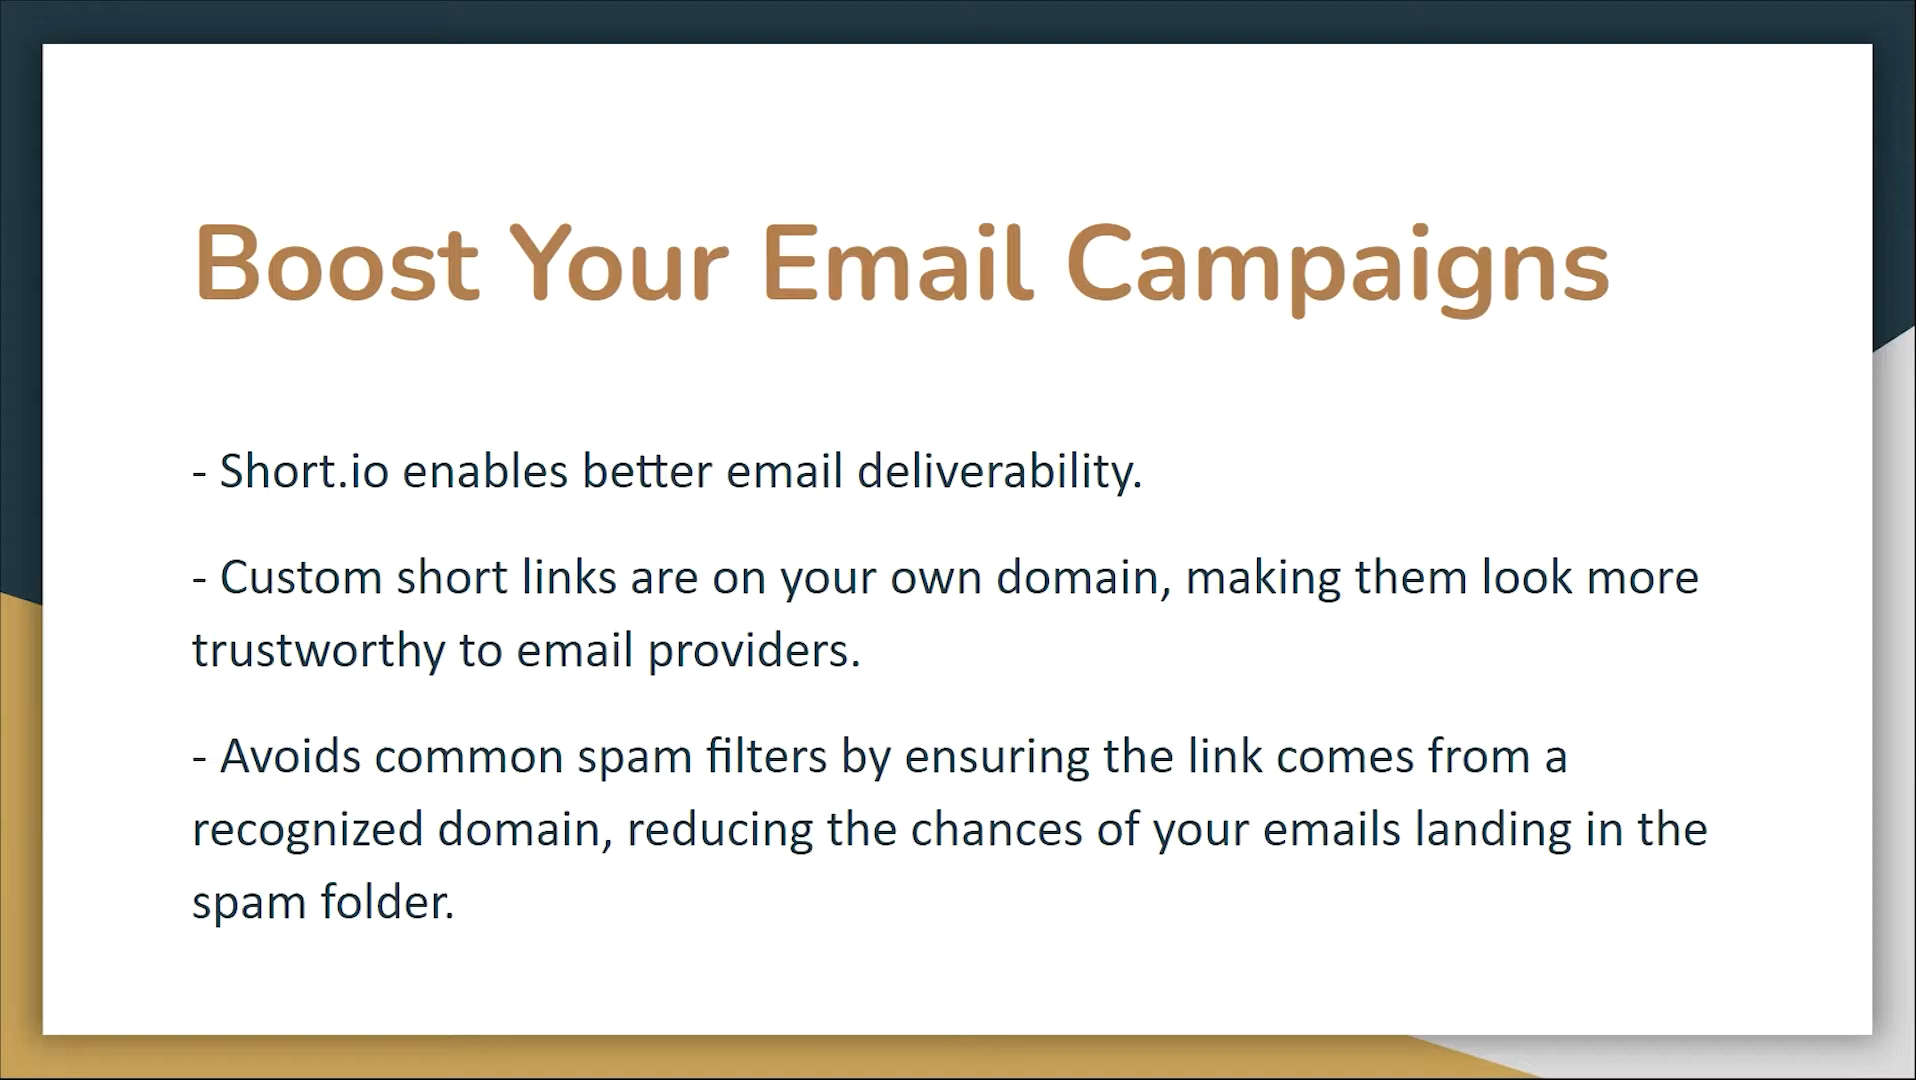 Boost Your Email Campaigns
- Short.io enables better email deliverability.
- Custom short links are on your own domain, making them look more
trustworthy to email providers.
- Avoids common spam filters by ensuring the link comes from a
recognized domain, reducing the chances of your emails landing in the
spam folder.